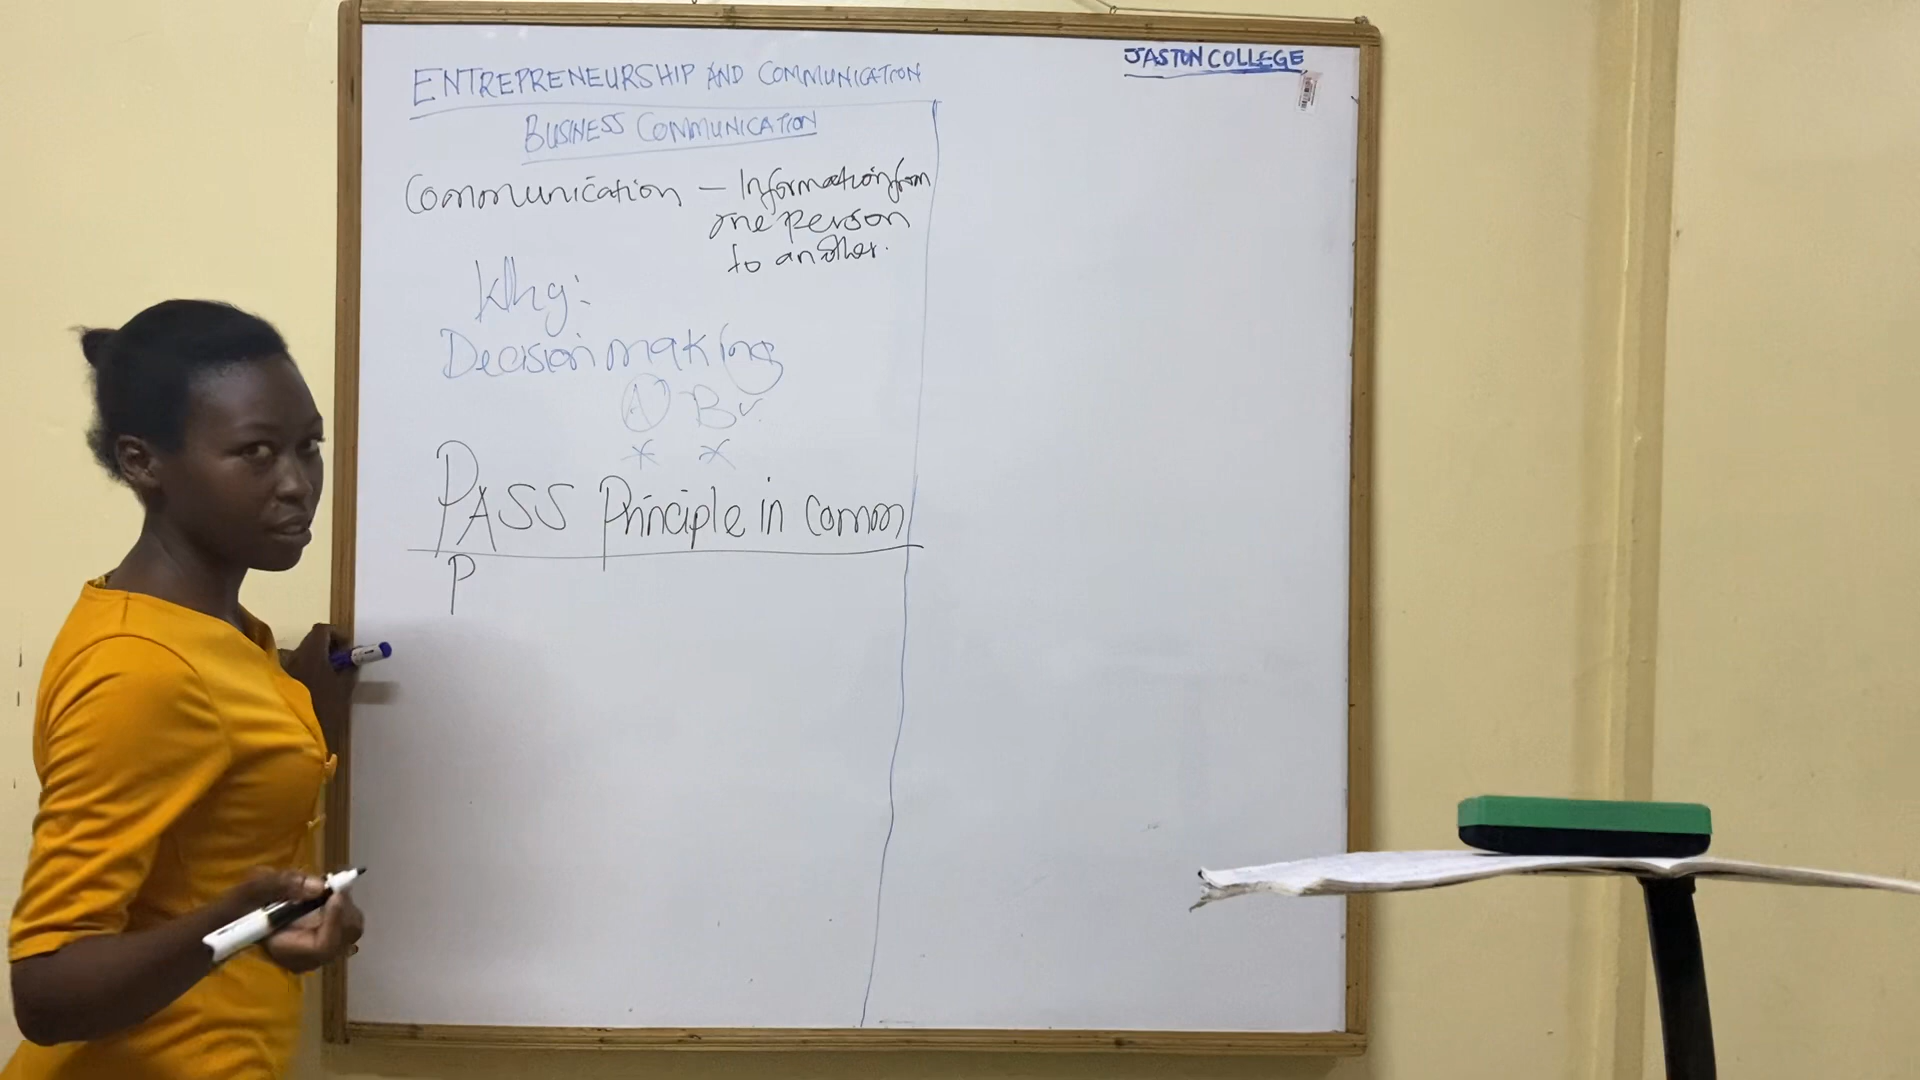 JASTON COLLEGE
ENTREPRENEURSHIP AND COMMUNICATION
BUSINESS COMMUNICATION
Communication – Information from
one person
to another.
Why:
Decision making
A B✓
x x
PASS Principle in Common
P